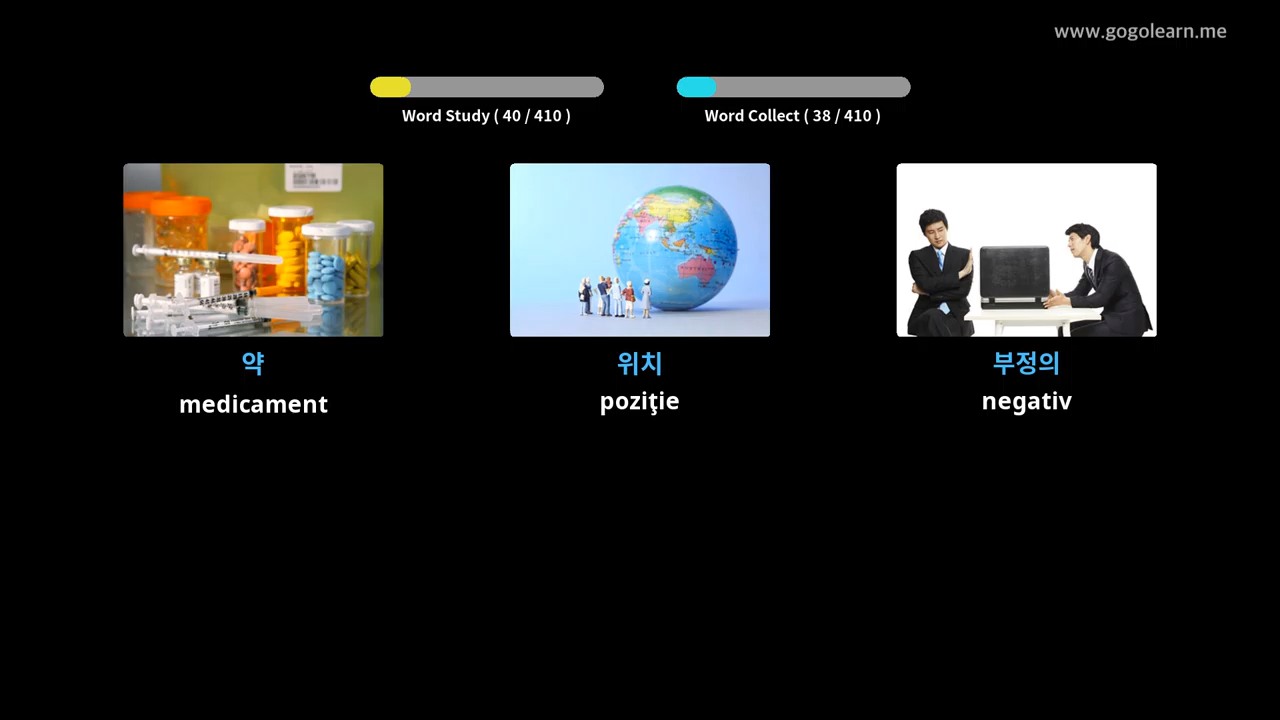 www.gogolearn.me
Word Study ( 40 / 410 )
Word Collect ( 38 / 410 )
약
medicament
위치
poziţie
부정의
negativ